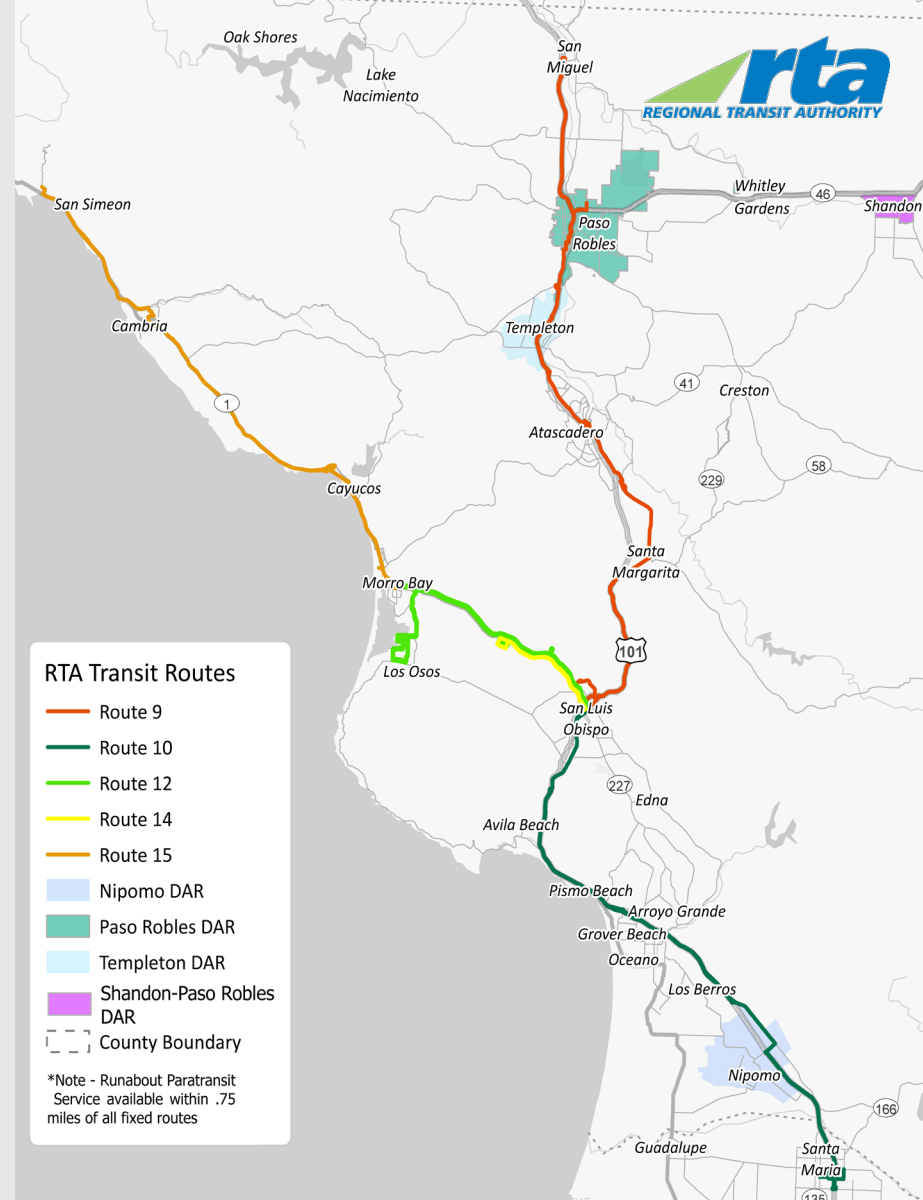 Oak Shores
Lake
Nacimiento
San
Miguel
rta
REGIONAL TRANSIT AUTHORITY
San Simeon
Whitley
Gardens
46
Shandon
Paso
Robles
Cambria
Templeton
1
41
Creston
Atascadero
58
229
Cayucos
Santa
Margarita
Morro Bay
101
Los Osos
San Luis
Obispo
227
Edna
Avila Beach
Pismo Beach
Arroyo Grande
Grover Beach
Oceano
Los Berros
Nipomo
166
Guadalupe
Santa
Maria
135
RTA Transit Routes
Route 9
Route 10
Route 12
Route 14
Route 15
Nipomo DAR
Paso Robles DAR
Templeton DAR
Shandon-Paso Robles
DAR
County Boundary
*Note - Runabout Paratransit
Service available within .75
miles of all fixed routes